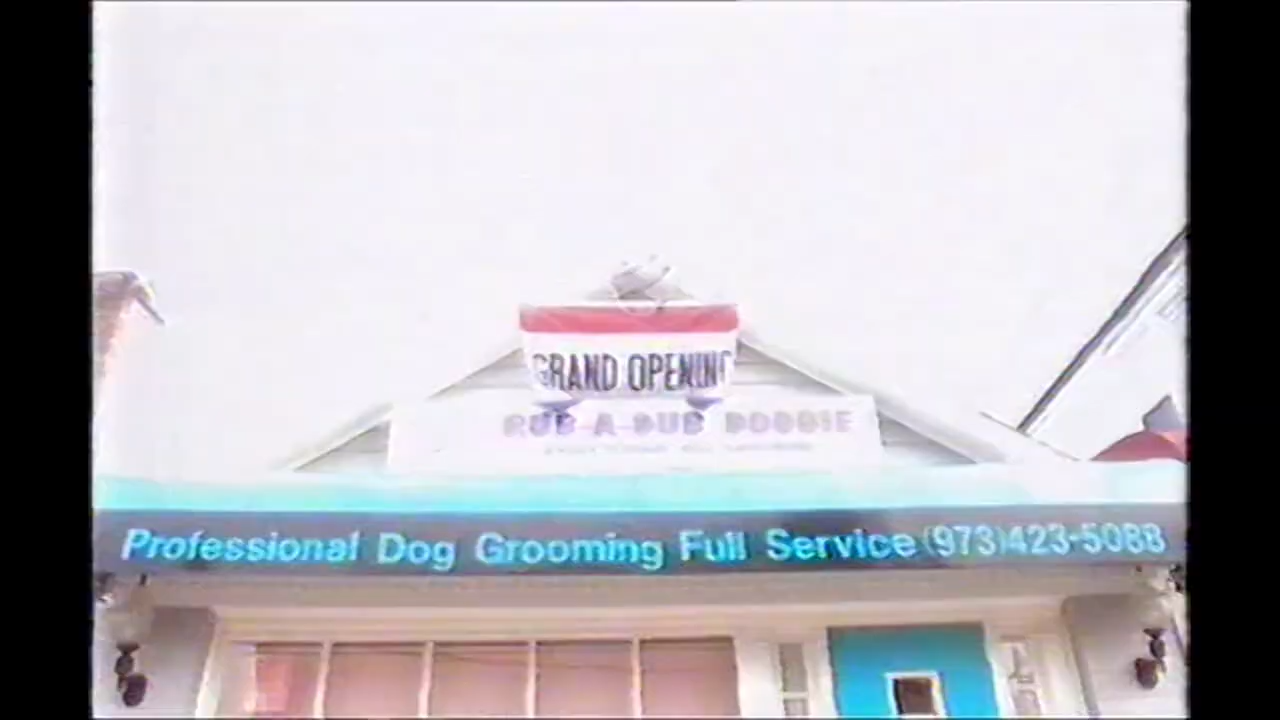 GRAND OPENING
RUB-A-DUB DOGGIE
Professional Dog Grooming Full Service (973)423-5088